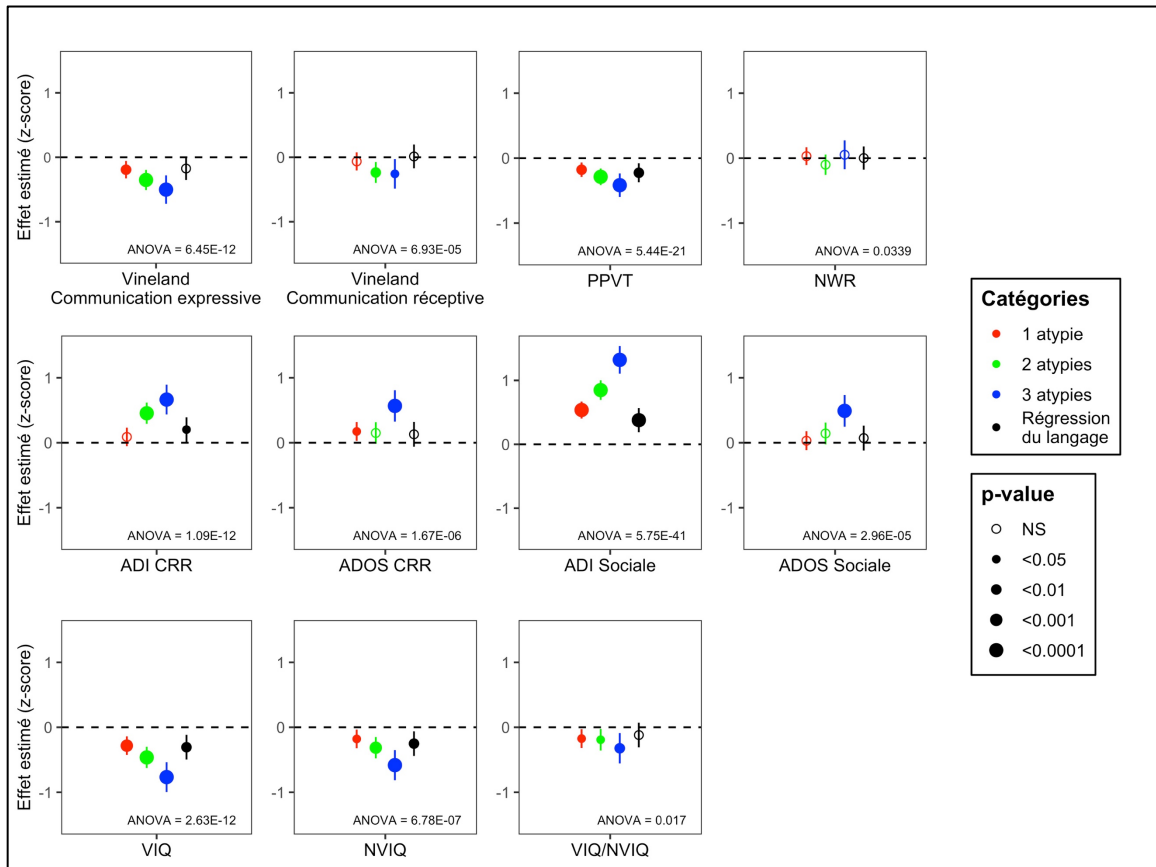 Effet estimé (z-score)
1
0
-1
ANOVA = 6.45E-12
Vineland
Communication expressive
1
0
-1
ANOVA = 6.93E-05
Vineland
Communication réceptive
1
0
-1
ANOVA = 5.44E-21
PPVT
1
0
-1
ANOVA = 0.0339
NWR
Effet estimé (z-score)
1
0
-1
ANOVA = 1.09E-12
ADI CRR
1
0
-1
ANOVA = 1.67E-06
ADOS CRR
1
0
-1
ANOVA = 5.75E-41
ADI Sociale
1
0
-1
ANOVA = 2.96E-05
ADOS Sociale
Effet estimé (z-score)
1
0
-1
ANOVA = 2.63E-12
VIQ
1
0
-1
ANOVA = 6.78E-07
NVIQ
1
0
-1
ANOVA = 0.017
VIQ/NVIQ
Catégories
1 atypie
2 atypies
3 atypies
Régression
du langage
p-value
NS
<0.05
<0.01
<0.001
<0.0001